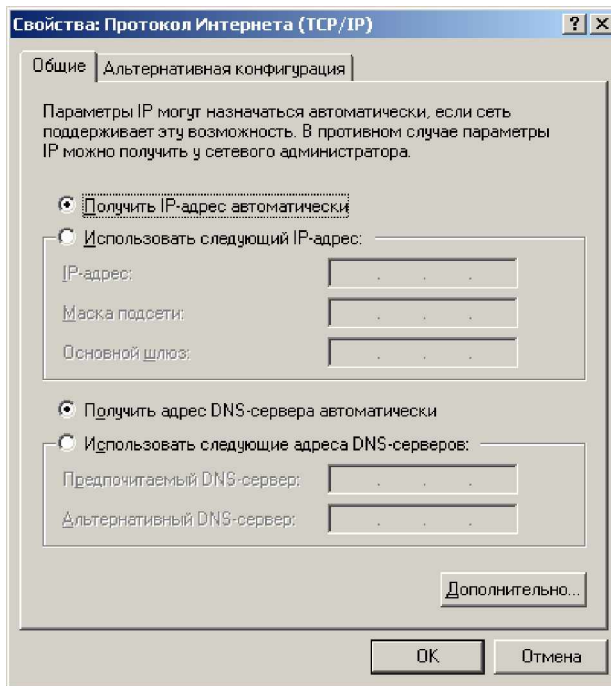 Свойства: Протокол Интернета (TCP/IP)
Общие
Альтернативная конфигурация
Параметры IP могут назначаться автоматически, если сеть
поддерживает эту возможность. В противном случае параметры
IP можно получить у сетевого администратора.
Получить IP-адрес автоматически
Использовать следующий IP-адрес:
IP-адрес:
Маска подсети:
Основной шлюз:
Получить адрес DNS-сервера автоматически
Использовать следующие адреса DNS-серверов:
Предпочитаемый DNS-сервер:
Альтернативный DNS-сервер:
Дополнительно...
OK
Отмена